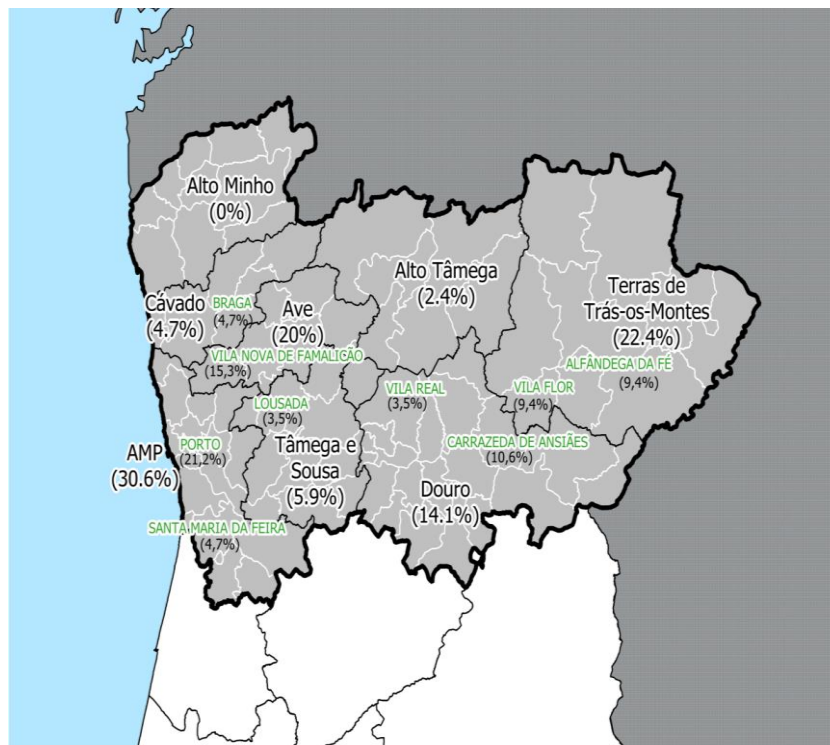 Alto Minho
(0%)
Alto Tâmega
(2.4%)
Terras de
Trás-os-Montes
(22.4%)
Cávado
(4.7%)
BRAGA
(4,7%)
Ave
(20%)
VILA NOVA DE FAMALICÃO
(15,3%)
ALFÂNDEGA DA FÉ
(9,4%)
VILA REAL
(3,5%)
VILA FLOR
(9,4%)
LOUSADA
(3,5%)
AMP
(30.6%)
PORTO
(21,2%)
Tâmega e
Sousa
(5.9%)
CARRAZEDA DE ANSIÃES
(10,6%)
Douro
(14.1%)
SANTA MARIA DA FEIRA
(4,7%)